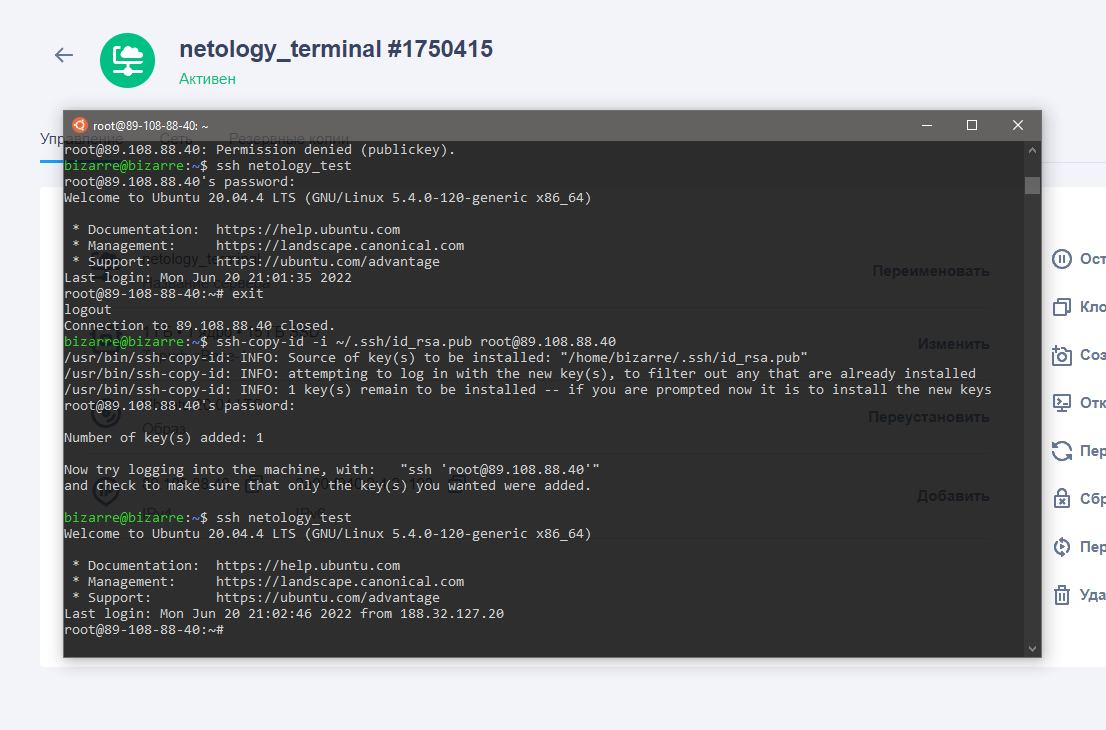 netology_terminal #1750415
Активен
root@89-108-88-40: ~
Управление Сеть Резервные копии
root@89.108.88.40: Permission denied (publickey).
bizarre@bizarre:~$ ssh netology_test
root@89.108.88.40's password:
Welcome to Ubuntu 20.04.4 LTS (GNU/Linux 5.4.0-120-generic x86_64)
* Documentation: https://help.ubuntu.com
* Management: https://landscape.canonical.com
* Support: https://ubuntu.com/advantage
Last login: Mon Jun 20 21:01:35 2022
root@89-108-88-40:~# exit
logout
Connection to 89.108.88.40 closed.
bizarre@bizarre:~$ ssh-copy-id -i ~/.ssh/id_rsa.pub root@89.108.88.40
/usr/bin/ssh-copy-id: INFO: Source of key(s) to be installed: "/home/bizarre/.ssh/id_rsa.pub"
/usr/bin/ssh-copy-id: INFO: attempting to log in with the new key(s), to filter out any that are already installed
/usr/bin/ssh-copy-id: INFO: 1 key(s) remain to be installed -- if you are prompted now it is to install the new keys
root@89.108.88.40's password:
Number of key(s) added: 1
Now try logging into the machine, with: "ssh 'root@89.108.88.40'"
and check to make sure that only the key(s) you wanted were added.
bizarre@bizarre:~$ ssh netology_test
Welcome to Ubuntu 20.04.4 LTS (GNU/Linux 5.4.0-120-generic x86_64)
* Documentation: https://help.ubuntu.com
* Management: https://landscape.canonical.com
* Support: https://ubuntu.com/advantage
Last login: Mon Jun 20 21:02:46 2022 from 188.32.127.20
root@89-108-88-40:~#
Переименовать
Изменить
Переустановить
Образ
Добавить
IPv4 IPv6
Ост
Кло
Соз
Отк
Пер
Сбр
Пер
Уда